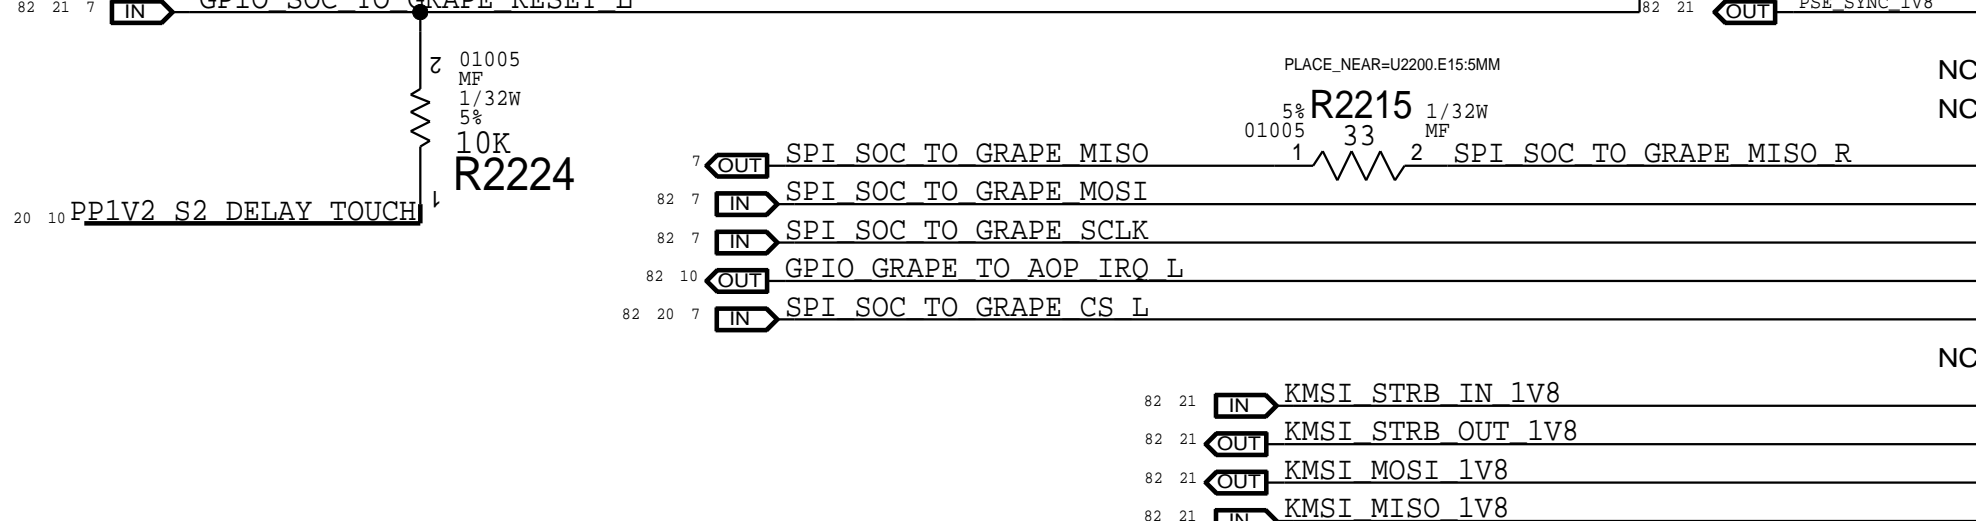 82 21 7 IN GPIO_SOC_TO_GRAPE_RESET_L
82 21 OUT PSE_SYNC_1V8
2 01005
MF
1/32W
5%
10K
R2224
1
20 10 PP1V2_S2_DELAY_TOUCH
PLACE_NEAR=U2200.E15:5MM
NC
NC
5% R2215 1/32W
01005 33 MF
7 OUT SPI_SOC_TO_GRAPE_MISO 1 2 SPI_SOC_TO_GRAPE_MISO_R
82 7 IN SPI_SOC_TO_GRAPE_MOSI
82 7 IN SPI_SOC_TO_GRAPE_SCLK
82 10 OUT GPIO_GRAPE_TO_AOP_IRQ_L
82 20 7 IN SPI_SOC_TO_GRAPE_CS_L
NC
82 21 IN KMSI_STRB_IN_1V8
82 21 OUT KMSI_STRB_OUT_1V8
82 21 OUT KMSI_MOSI_1V8
82 21 IN KMSI_MISO_1V8